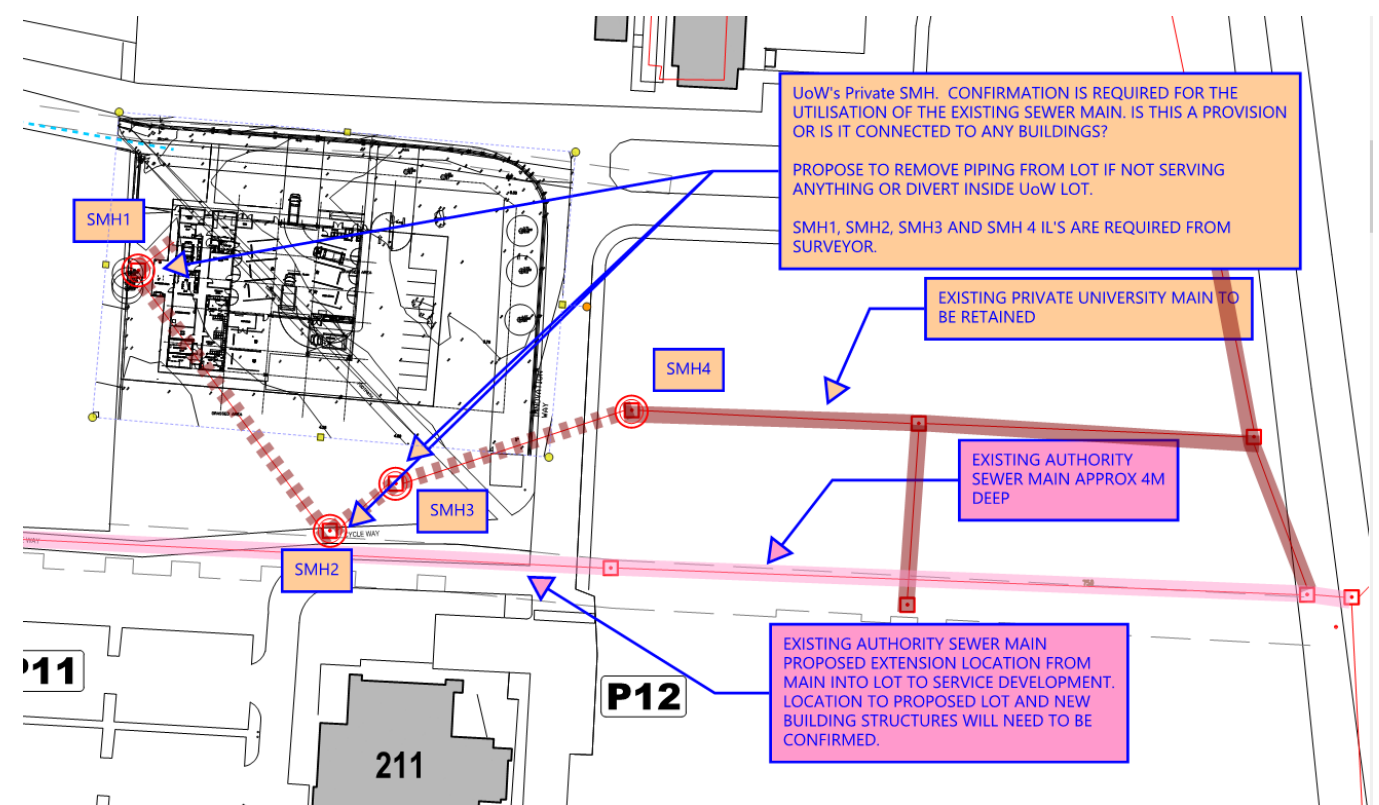 UoW's Private SMH.  CONFIRMATION IS REQUIRED FOR THE
UTILISATION OF THE EXISTING SEWER MAIN. IS THIS A PROVISION
OR IS IT CONNECTED TO ANY BUILDINGS?
PROPOSE TO REMOVE PIPING FROM LOT IF NOT SERVING
ANYTHING OR DIVERT INSIDE UoW LOT.
SMH1, SMH2, SMH3 AND SMH 4 IL'S ARE REQUIRED FROM
SURVEYOR.
SMH1
EXISTING PRIVATE UNIVERSITY MAIN TO
BE RETAINED
SMH4
WAY
EXISTING AUTHORITY
SEWER MAIN APPROX 4M
DEEP
SMH3
CYCLE WAY
WAY
SMH2
EXISTING AUTHORITY SEWER MAIN
PROPOSED EXTENSION LOCATION FROM
MAIN INTO LOT TO SERVICE DEVELOPMENT.
LOCATION TO PROPOSED LOT AND NEW
BUILDING STRUCTURES WILL NEED TO BE
CONFIRMED.
P11
P12
211